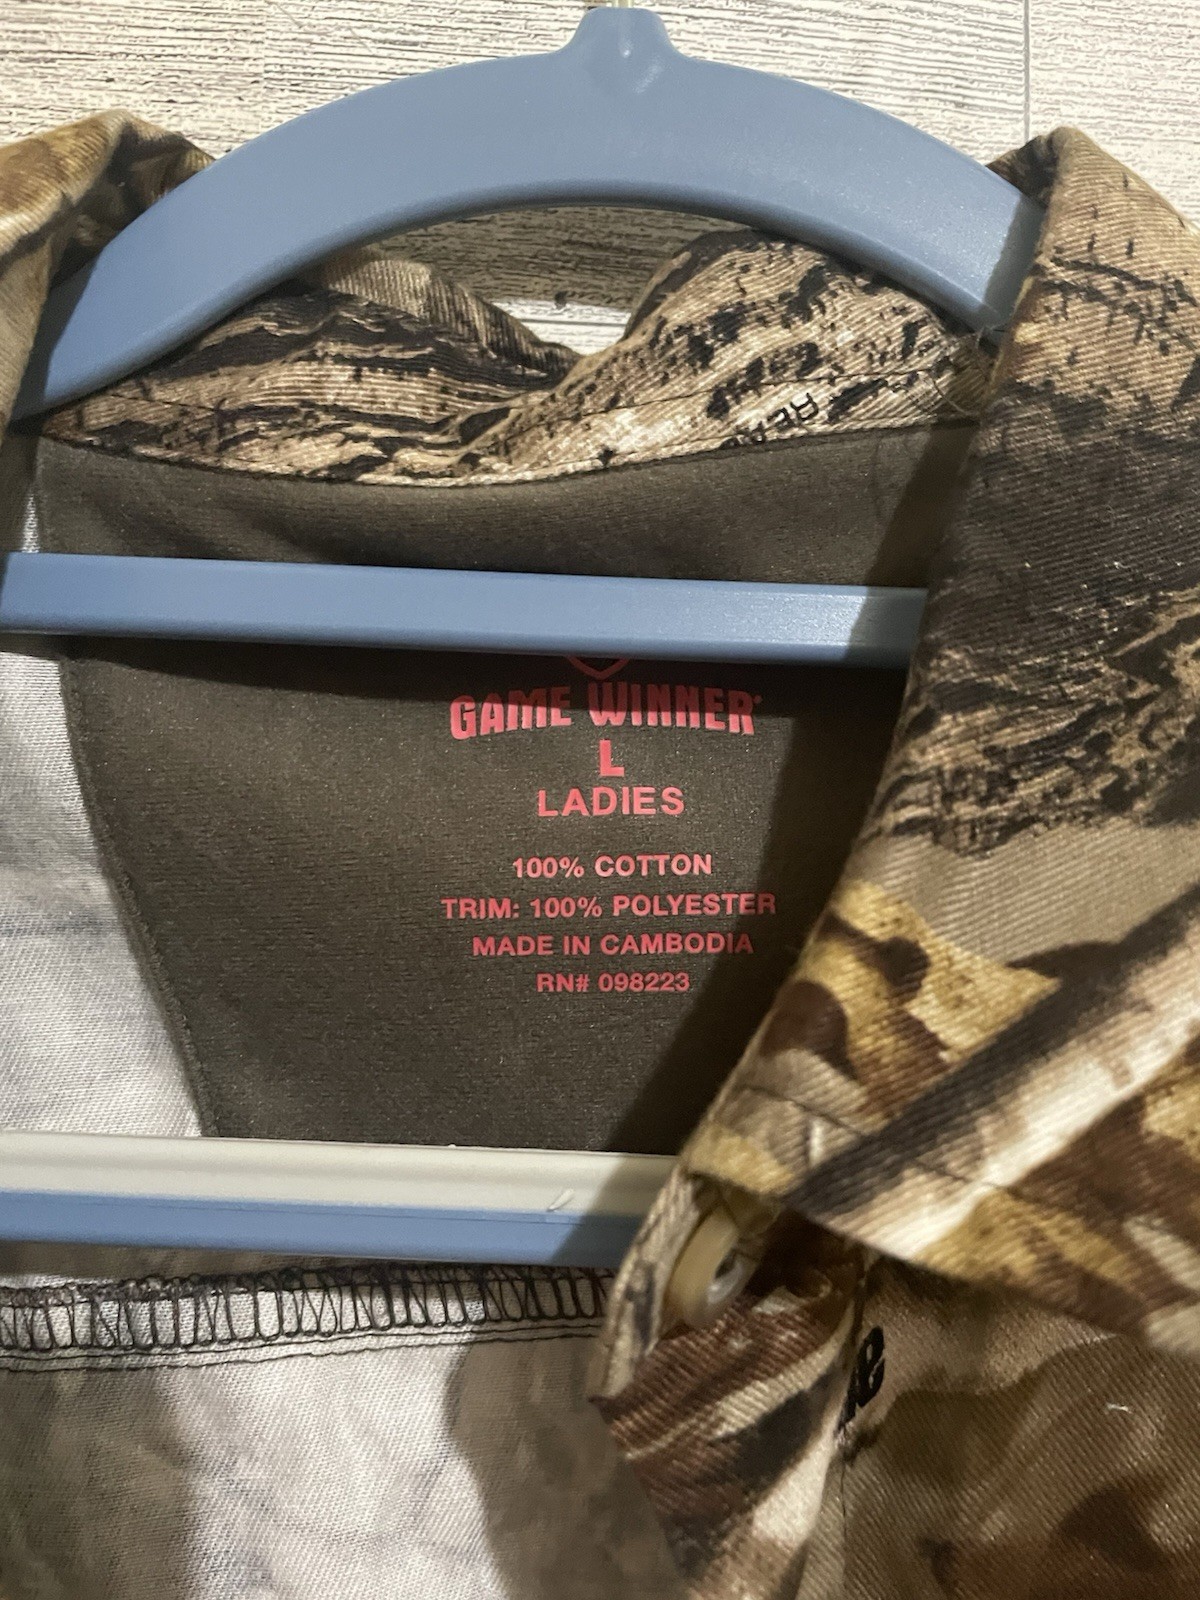 GAME WINNER
L
LADIES
100% COTTON
TRIM: 100% POLYESTER
MADE IN CAMBODIA
RN# 098223